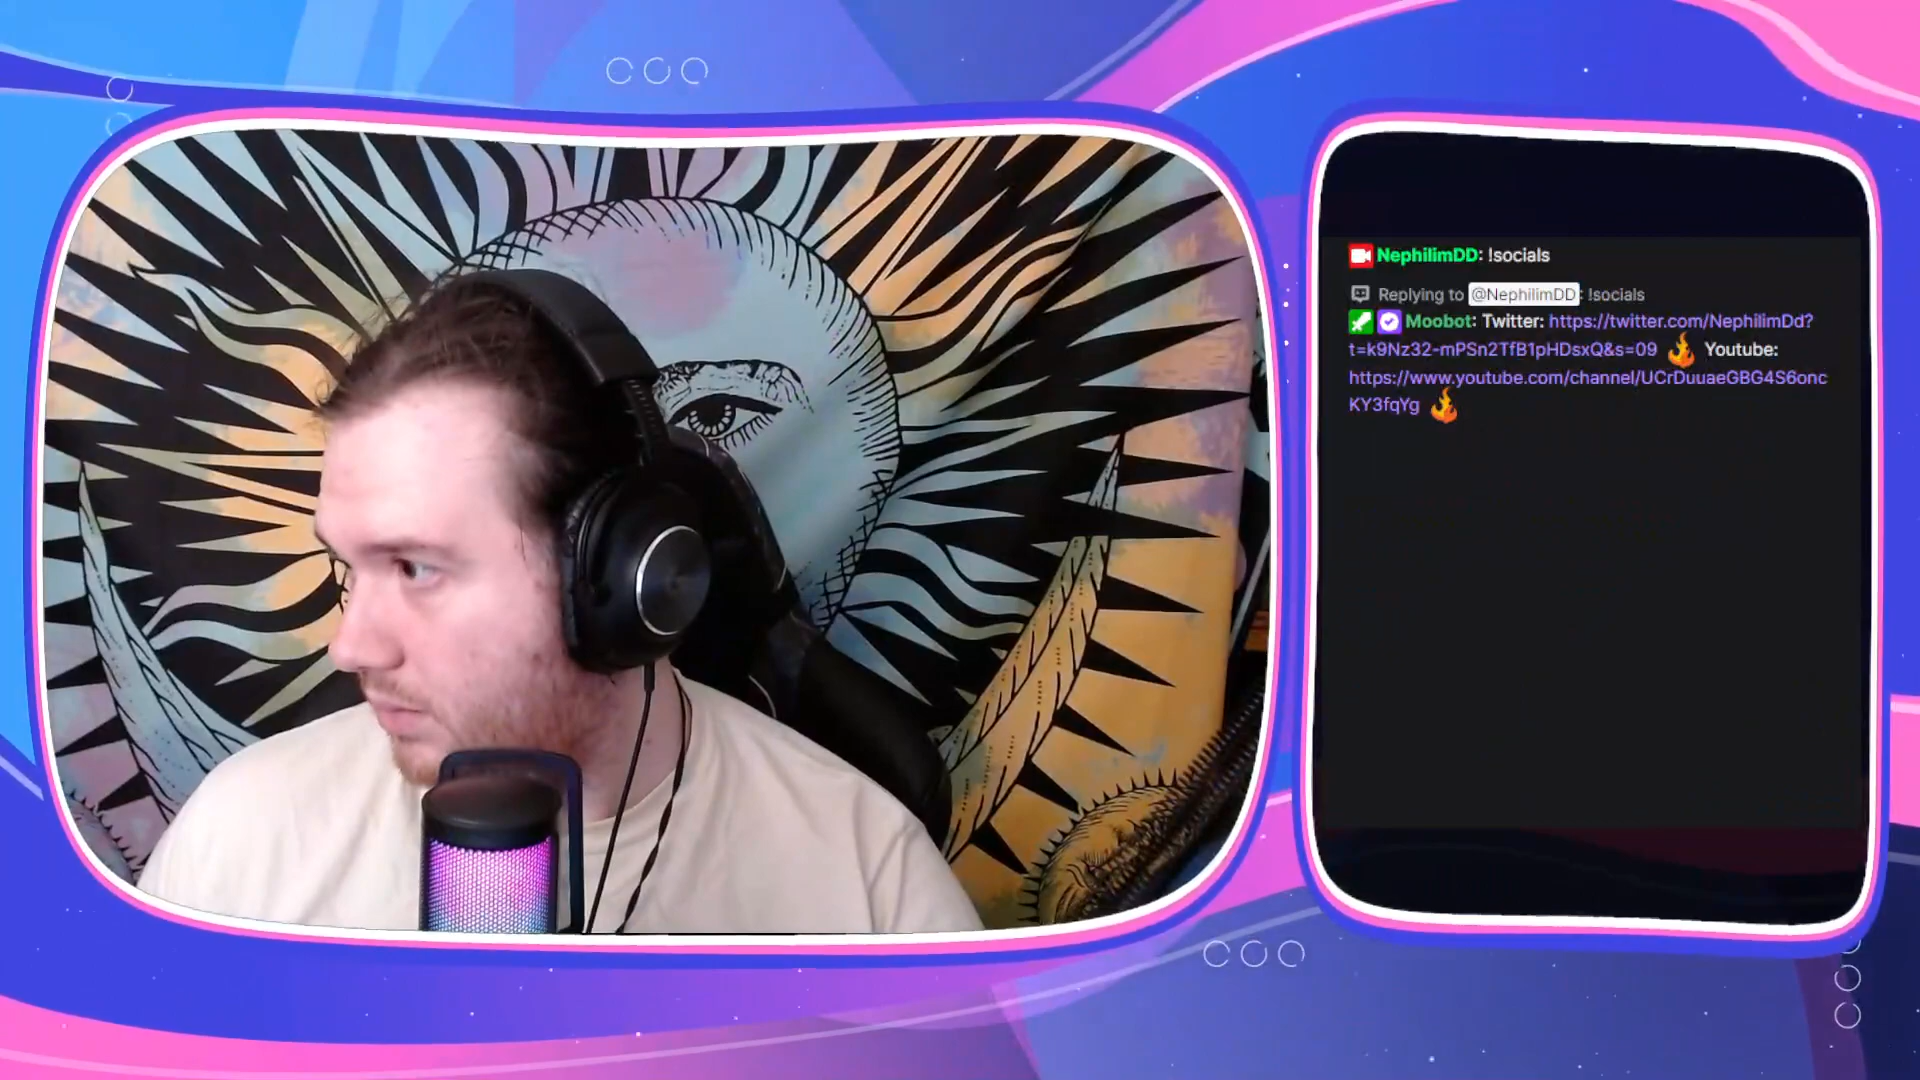 NephilimDD: !socials
Replying to @NephilimDD: !socials
Moobot: Twitter: https://twitter.com/NephilimDd?
t=k9Nz32-mPSn2TfB1pHDsxQ&s=09 Youtube:
https://www.youtube.com/channel/UCrDuuaeGBG4S6onc
KY3fqYg